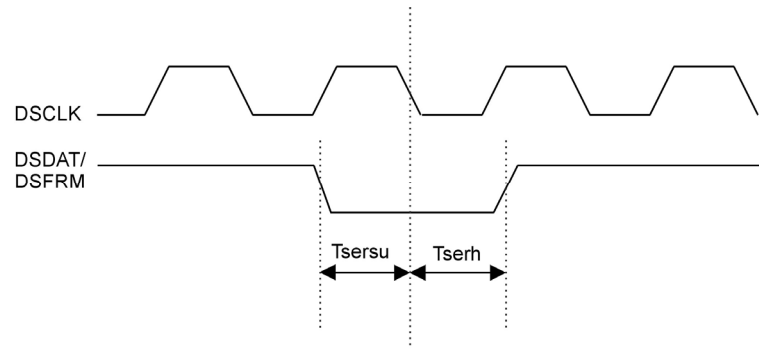 DSCLK
DSDAT/
DSFRM
Tsersu
Tserh